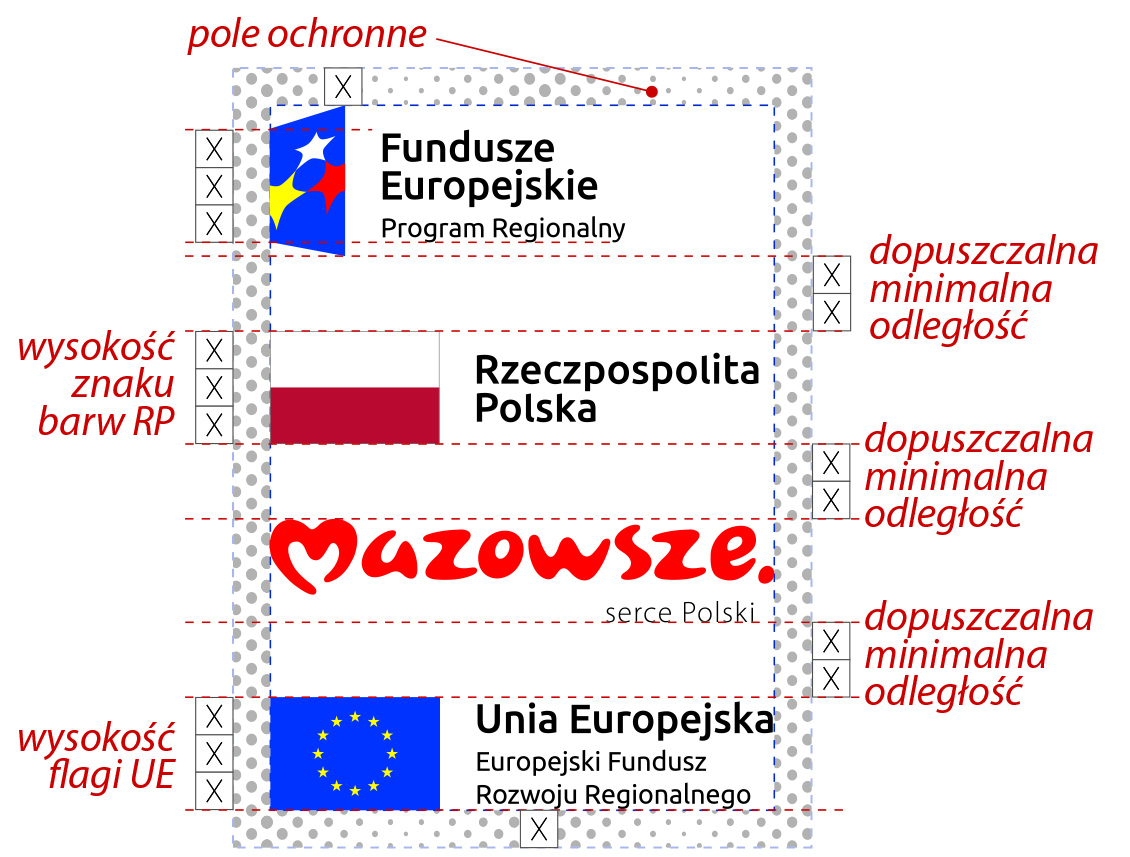 pole ochronne
X
Fundusze
Europejskie
Program Regionalny
X
X
X
dopuszczalna
minimalna
odległość
X
X
wysokość
znaku
barw RP
X
X
X
Rzeczpospolita
Polska
dopuszczalna
minimalna
odległość
X
X
Mazowsze.
serce Polski
dopuszczalna
minimalna
odległość
X
X
wysokość
flagi UE
X
X
X
Unia Europejska
Europejski Fundusz
Rozwoju Regionalnego
X